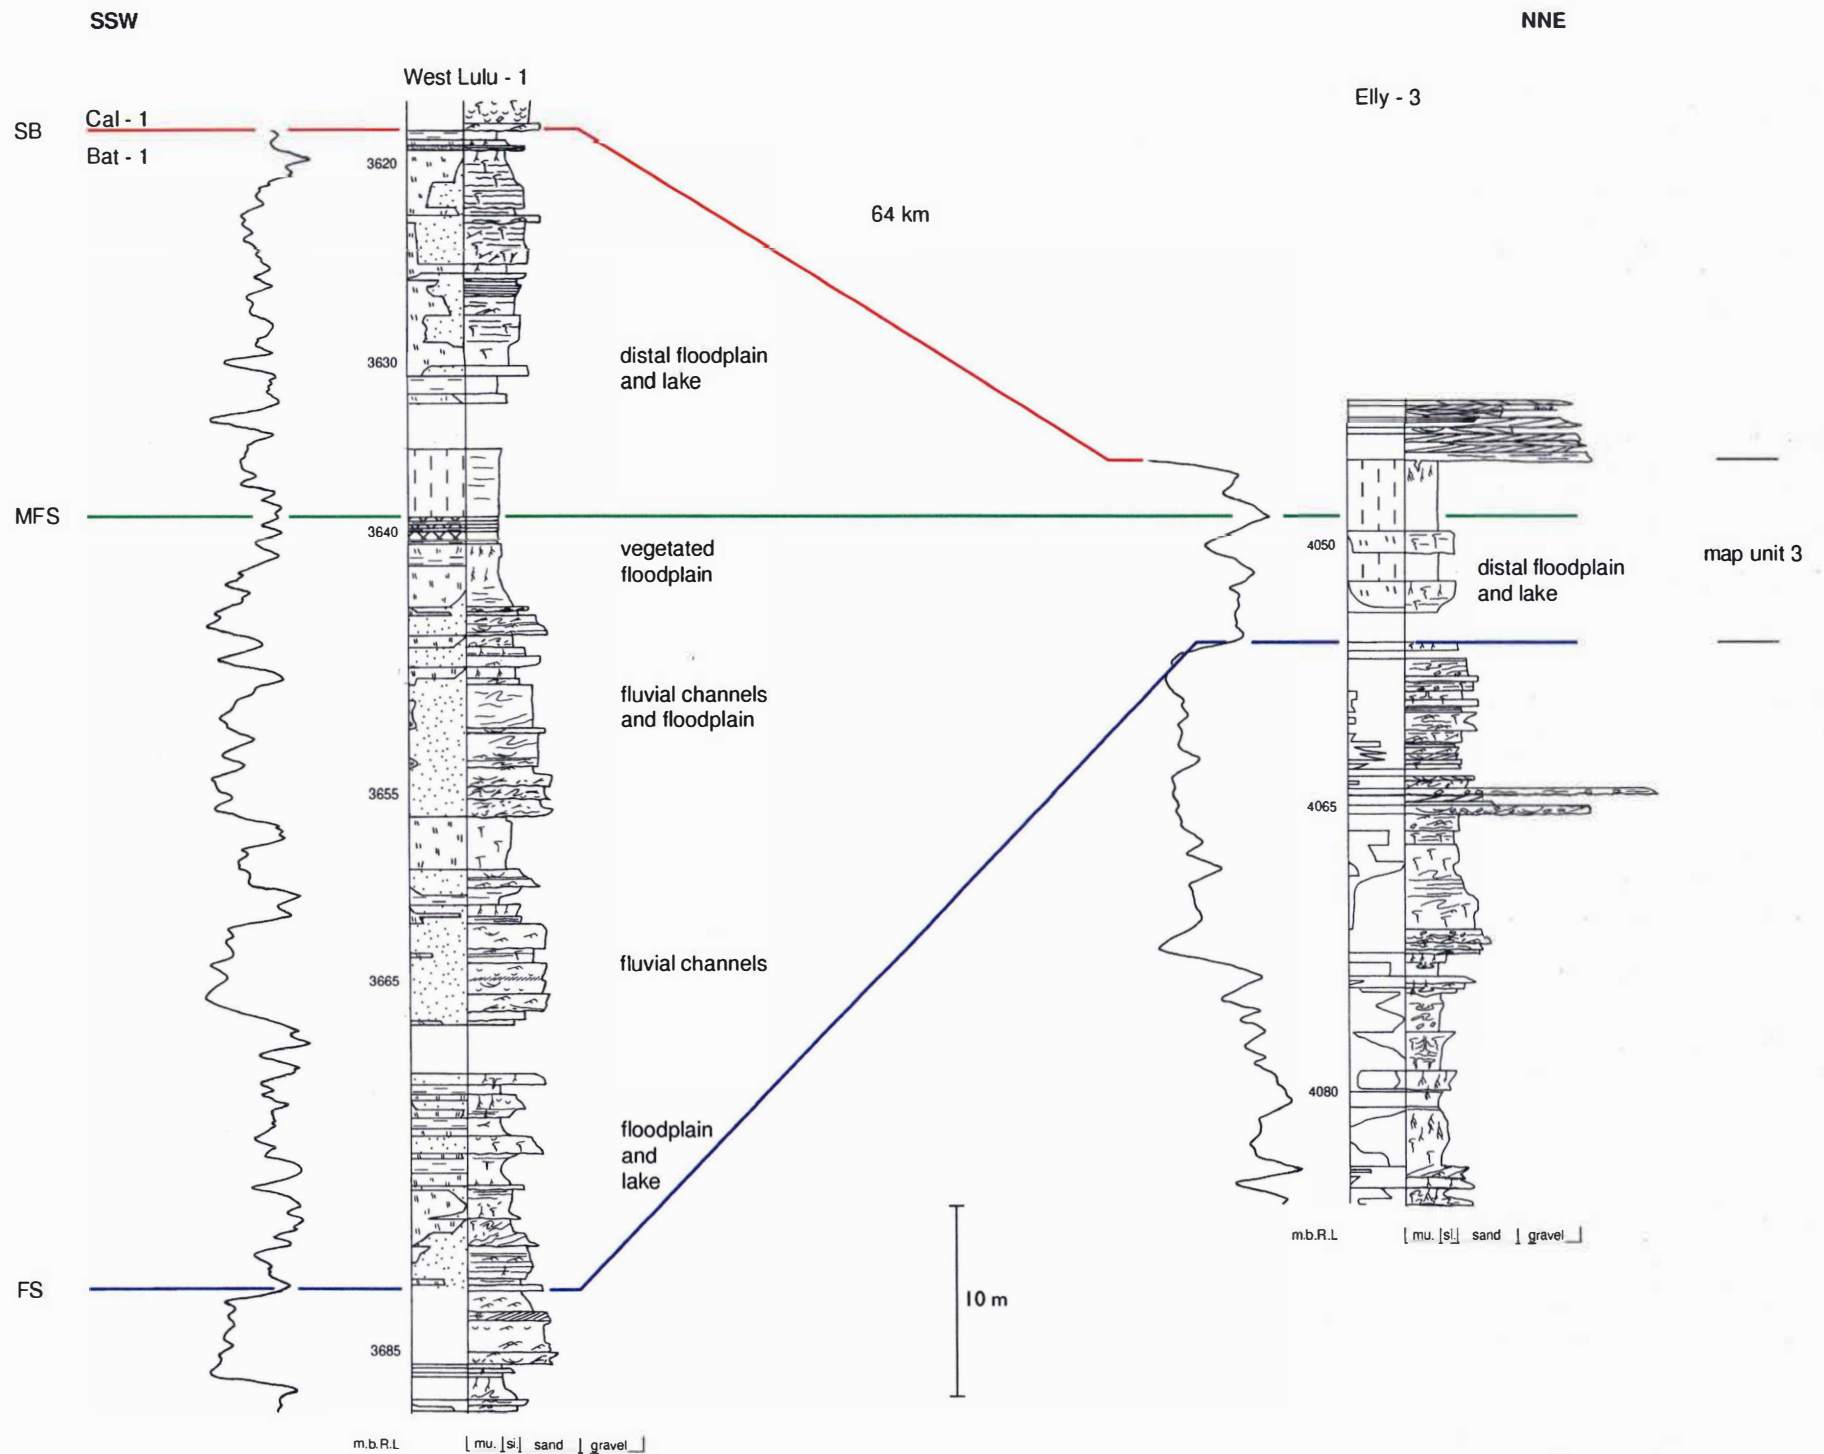 SSW
NNE
West Lulu - 1
Elly - 3
SB
Cal - 1
Bat - 1
3620
64 km
distal floodplain
and lake
3630
MFS
3640
vegetated
floodplain
4050
distal floodplain
and lake
map unit 3
fluvial channels
and floodplain
3655
4065
fluvial channels
3665
4080
floodplain
and
lake
m.b.R.L
mu. si. sand gravel
FS
10 m
3685
m.b.R.L
mu. si. sand gravel